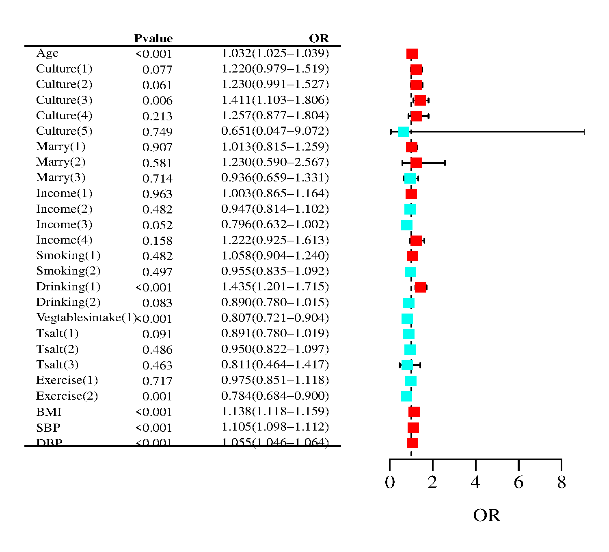 Pvalue OR
Age <0.001 1.032(1.025−1.039)
Culture(1) 0.077 1.220(0.979−1.519)
Culture(2) 0.061 1.230(0.991−1.527)
Culture(3) 0.006 1.411(1.103−1.806)
Culture(4) 0.213 1.257(0.877−1.804)
Culture(5) 0.749 0.651(0.047−9.072)
Marry(1) 0.907 1.013(0.815−1.259)
Marry(2) 0.581 1.230(0.590−2.567)
Marry(3) 0.714 0.936(0.659−1.331)
Income(1) 0.963 1.003(0.865−1.164)
Income(2) 0.482 0.947(0.814−1.102)
Income(3) 0.052 0.796(0.632−1.002)
Income(4) 0.158 1.222(0.925−1.613)
Smoking(1) 0.482 1.058(0.904−1.240)
Smoking(2) 0.497 0.955(0.835−1.092)
Drinking(1) <0.001 1.435(1.201−1.715)
Drinking(2) 0.083 0.890(0.780−1.015)
Vegtablesintake(1) <0.001 0.807(0.721−0.904)
Tsalt(1) 0.091 0.891(0.780−1.019)
Tsalt(2) 0.486 0.950(0.822−1.097)
Tsalt(3) 0.463 0.811(0.464−1.417)
Exercise(1) 0.717 0.975(0.851−1.118)
Exercise(2) 0.001 0.784(0.684−0.900)
BMI <0.001 1.138(1.118−1.159)
SBP <0.001 1.105(1.098−1.112)
DBP <0.001 1.055(1.046−1.064)
0 2 4 6 8
OR